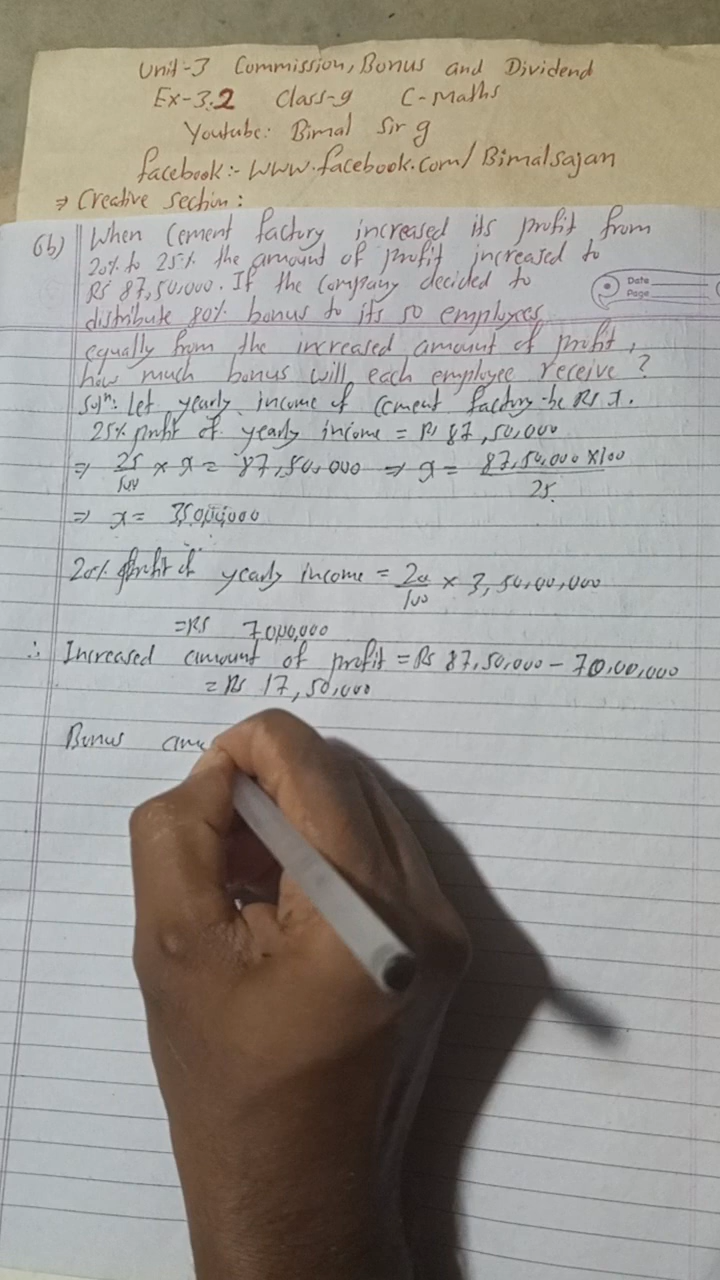 Unit-3 Commission, Bonus and Dividend
Ex-3.2 Class-9 C-Maths
Youtube: Bimal Sir g
facebook:- www.facebook.com/Bimalsajan
⇒ Creative section:
6b) When Cement factory increased its profit from
20% to 25% the amount of profit increased to
RS 87,50,000. If the company decided to
Date
Page
distribute 80% bonus to its 50 employees
equally from the increased amount of profit,
how much bonus will each employee receive?
Solⁿ: Let yearly income of cement factory be Rs x.
25% profit of yearly income = Rs 87,50,000
⇒ 25/100 × x = 87,50,000 ⇒ x = 87,50,000 × 100/25
⇒ x = 35000000
20% profit of yearly income = 20/100 × 3,50,00,000
= RS 7000,000
∴ Increased amount of profit = Rs 87,50,000 - 70,00,000
= Rs 17,50,000
Bonus